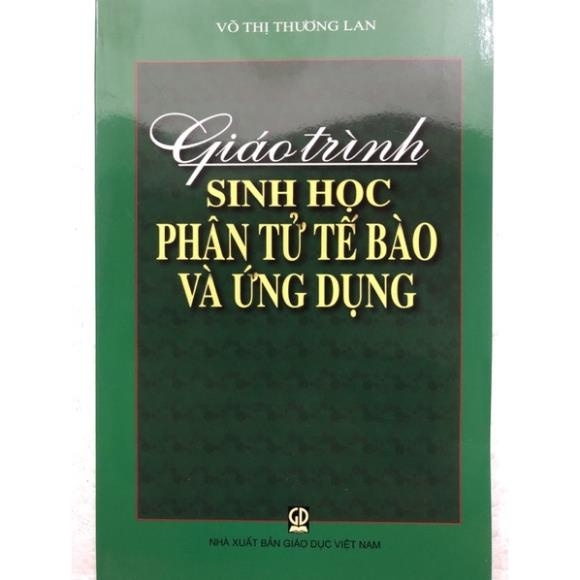 VÕ THỊ THƯƠNG LAN
Giáo trình
SINH HỌC
PHÂN TỬ TẾ BÀO
VÀ ỨNG DỤNG
GD
NHÀ XUẤT BẢN GIÁO DỤC VIỆT NAM